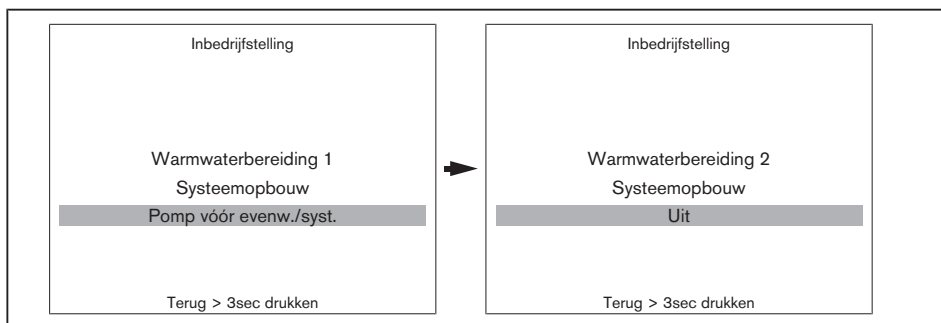 Inbedrijfstelling
Warmwaterbereiding 1
Systeemopbouw
Pomp vóór evenw./syst.
Terug > 3sec drukken
Inbedrijfstelling
Warmwaterbereiding 2
Systeemopbouw
Uit
Terug > 3sec drukken